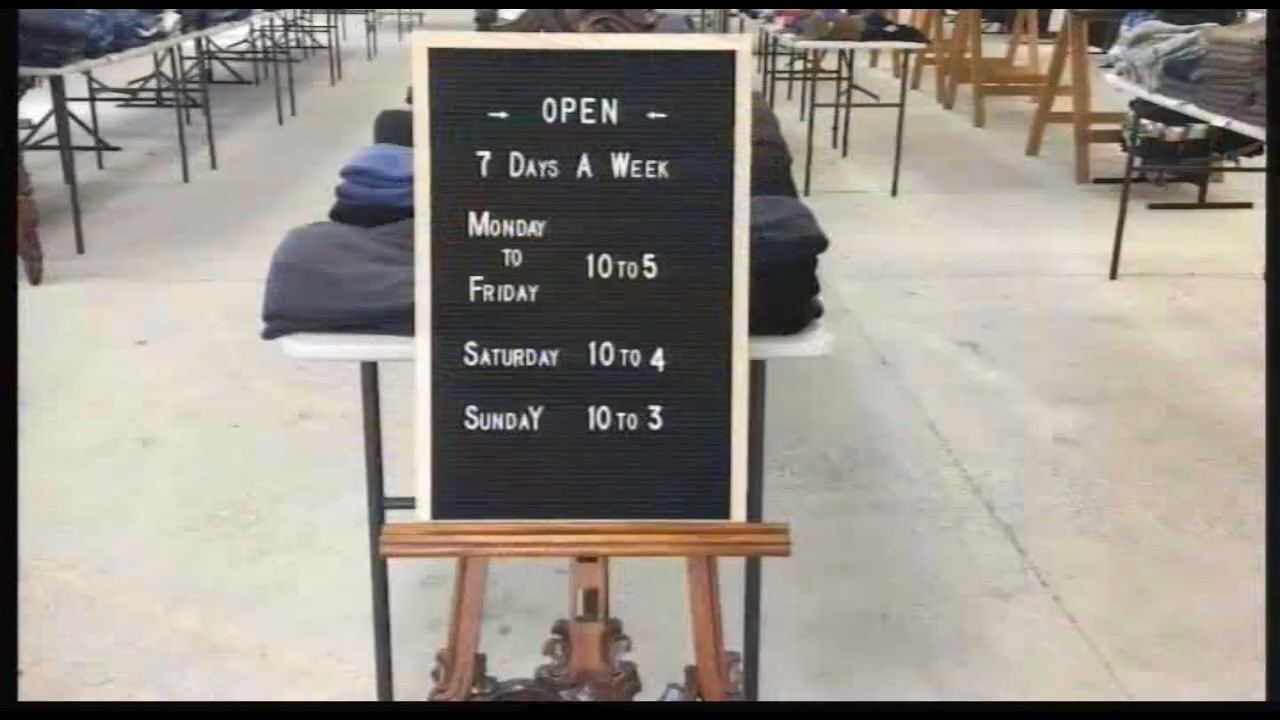 → OPEN ←
7 Days A Week
Monday
to
Friday
10 to 5
Saturday 10 to 4
Sunday 10 to 3